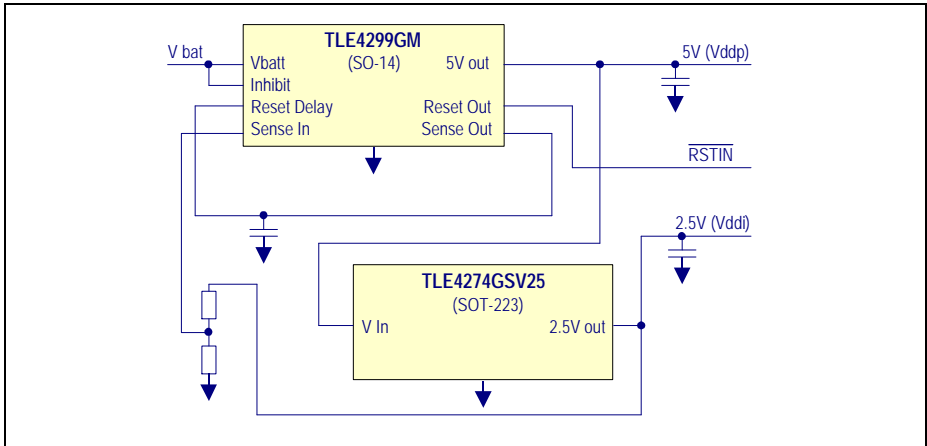 TLE4299GM
(SO-14)
V bat
Vbatt
5V out
5V (Vddp)
Inhibit
Reset Delay
Reset Out
Sense In
Sense Out
RSTIN
2.5V (Vddi)
TLE4274GSV25
(SOT-223)
V In
2.5V out